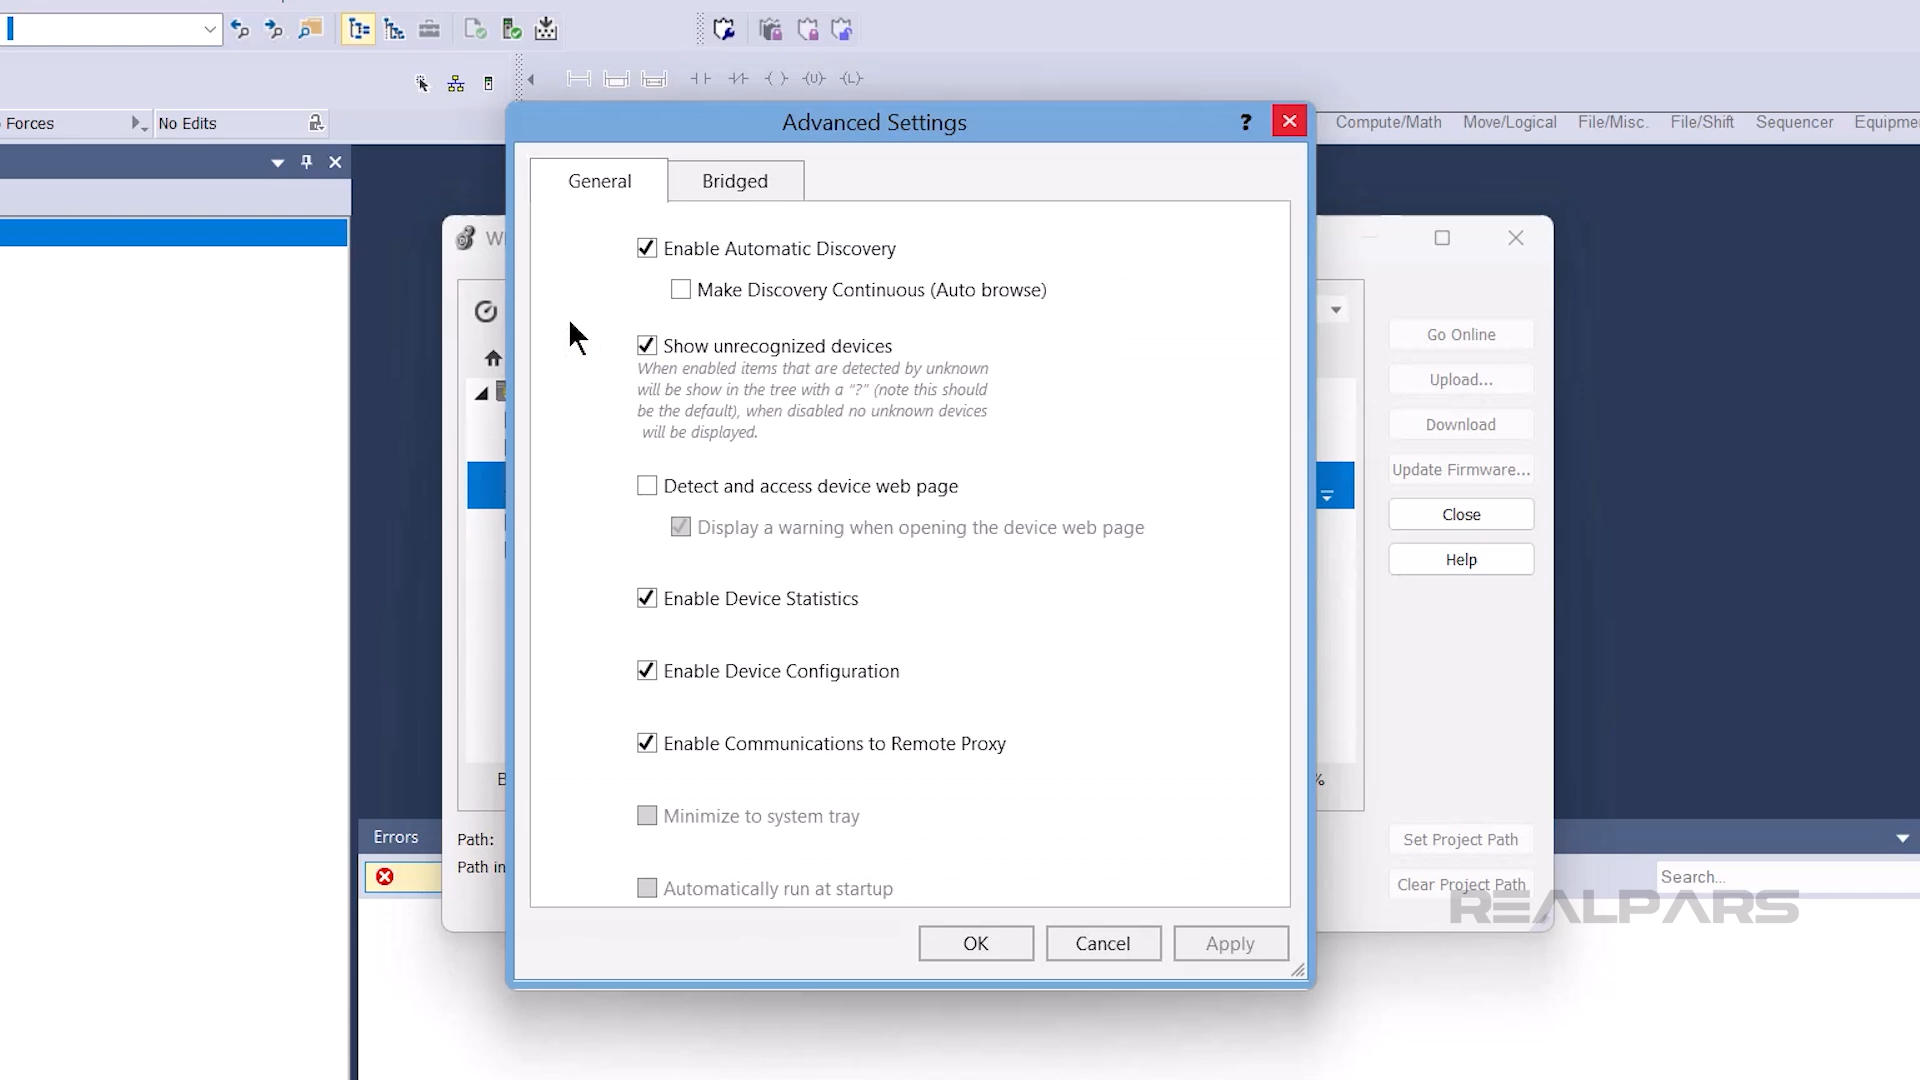 Forces
No Edits
Advanced Settings
?
Compute/Math Move/Logical File/Misc. File/Shift Sequencer
General
Bridged
Enable Automatic Discovery
Make Discovery Continuous (Auto browse)
Show unrecognized devices
When enabled items that are detected by unknown
will be show in the tree with a "?" (note this should
be the default), when disabled no unknown devices
will be displayed.
Detect and access device web page
Display a warning when opening the device web page
Enable Device Statistics
Enable Device Configuration
Enable Communications to Remote Proxy
Minimize to system tray
Automatically run at startup
OK
Cancel
Apply
Go Online
Upload...
Download
Update Firmware...
Close
Help
Set Project Path
Clear Project Path
Errors
Path:
Path in
Search...
REALPARS